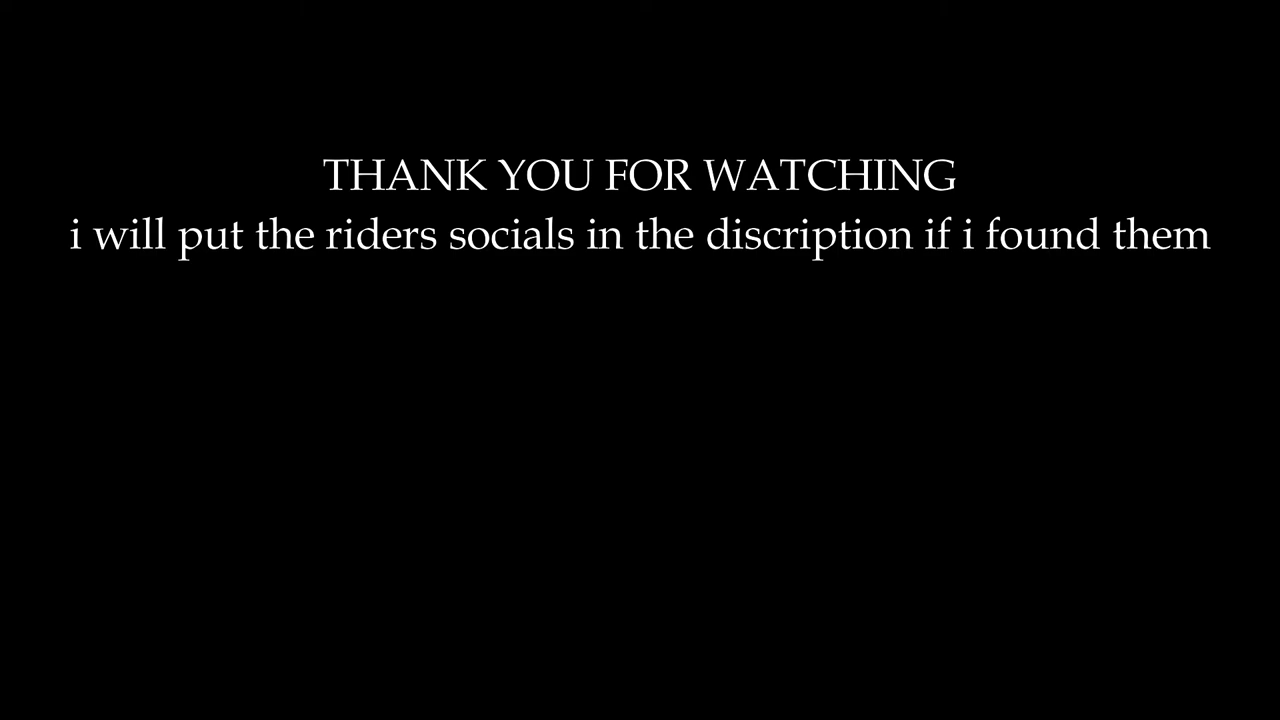 THANK YOU FOR WATCHING
i will put the riders socials in the discription if i found them